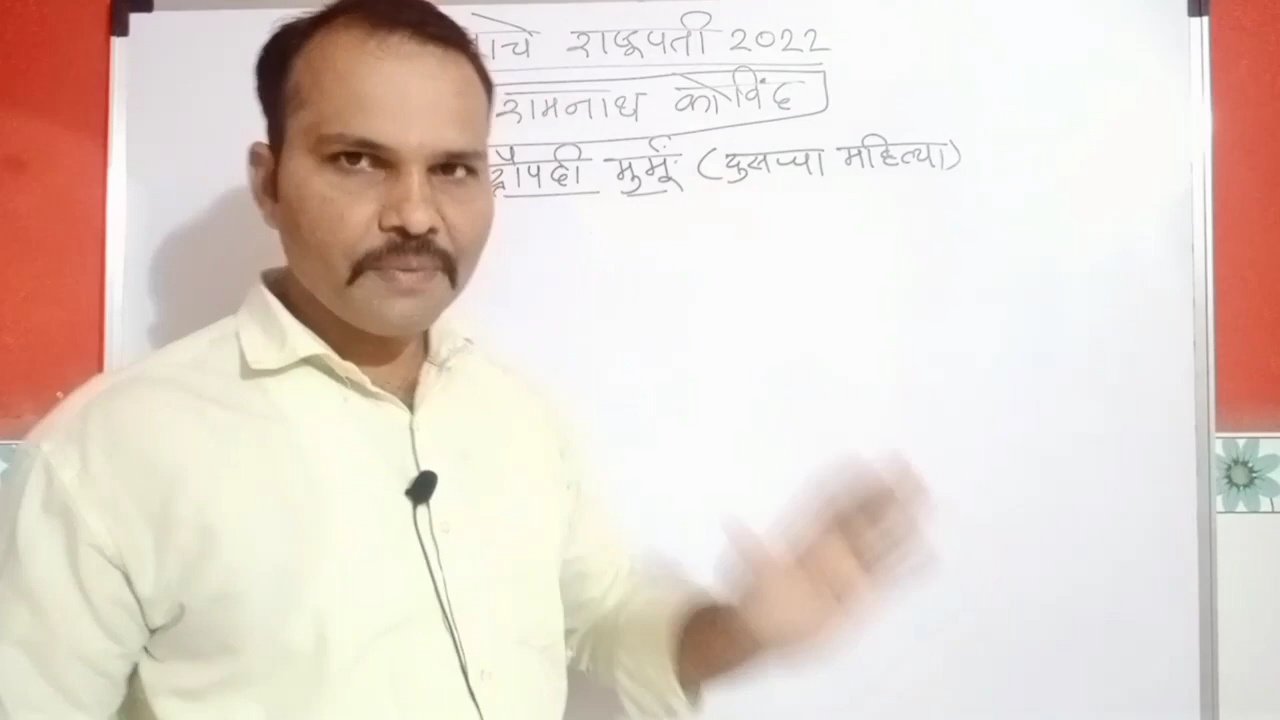 राष्ट्रपती 2022
रामनाथ कोविंद
द्रौपदी मुर्मू (दुसऱ्या महिल्या)